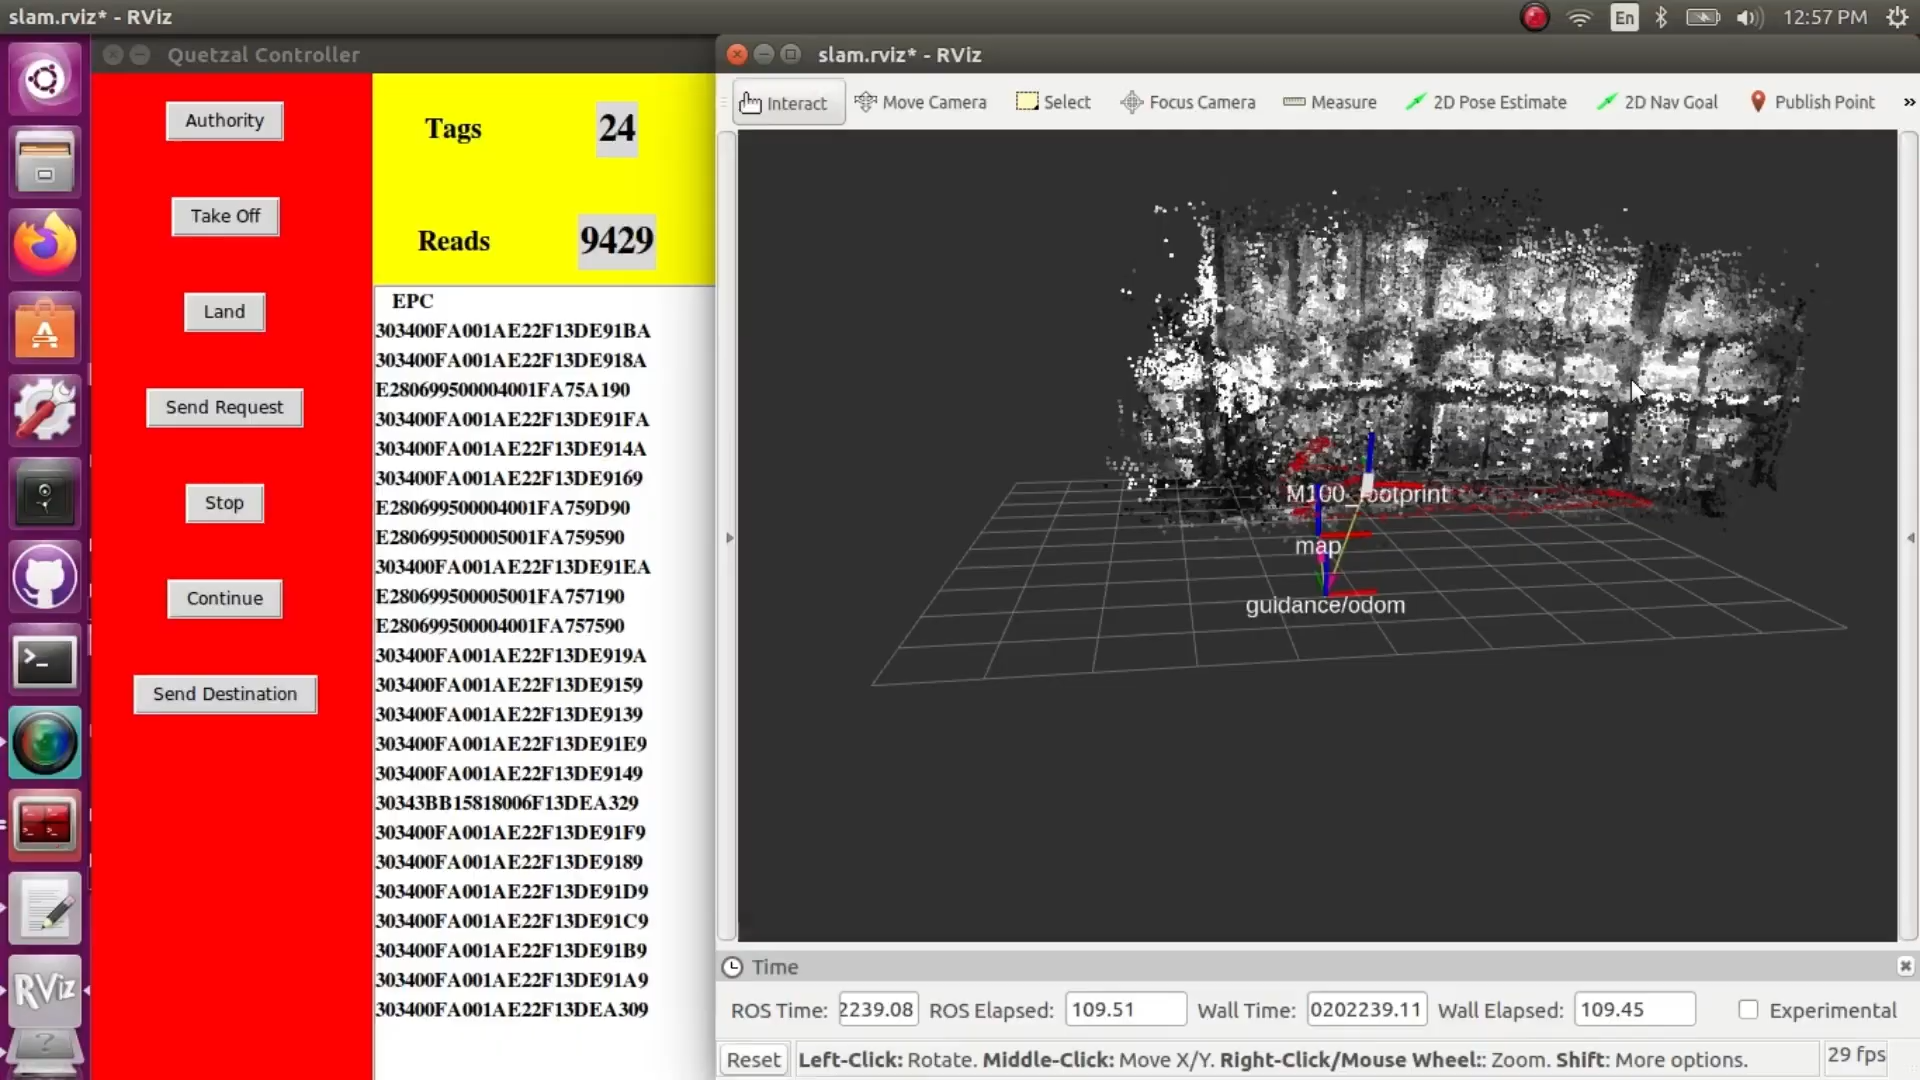 slam.rviz* - RViz
En
12:57 PM
Quetzal Controller
Authority
Take Off
Land
Send Request
Stop
Continue
Send Destination
Tags 24
Reads 9429
EPC
303400FA001AE22F13DE91BA
303400FA001AE22F13DE918A
E280699500004001FA75A190
303400FA001AE22F13DE91FA
303400FA001AE22F13DE914A
303400FA001AE22F13DE9169
E280699500004001FA759D90
E280699500005001FA759590
303400FA001AE22F13DE91EA
E280699500005001FA757190
E280699500004001FA757590
303400FA001AE22F13DE919A
303400FA001AE22F13DE9159
303400FA001AE22F13DE9139
303400FA001AE22F13DE91E9
303400FA001AE22F13DE9149
30343BB15818006F13DEA329
303400FA001AE22F13DE91F9
303400FA001AE22F13DE9189
303400FA001AE22F13DE91D9
303400FA001AE22F13DE91C9
303400FA001AE22F13DE91B9
303400FA001AE22F13DE91A9
303400FA001AE22F13DEA309
slam.rviz* - RViz
Interact Move Camera Select Focus Camera Measure 2D Pose Estimate 2D Nav Goal Publish Point »
M100
map
guidance/odom
Time
ROS Time: 2239.08 ROS Elapsed: 109.51 Wall Time: 0202239.11 Wall Elapsed: 109.45 Experimental
Reset Left-Click: Rotate. Middle-Click: Move X/Y. Right-Click/Mouse Wheel:: Zoom. Shift: More options. 29 fps
RViz